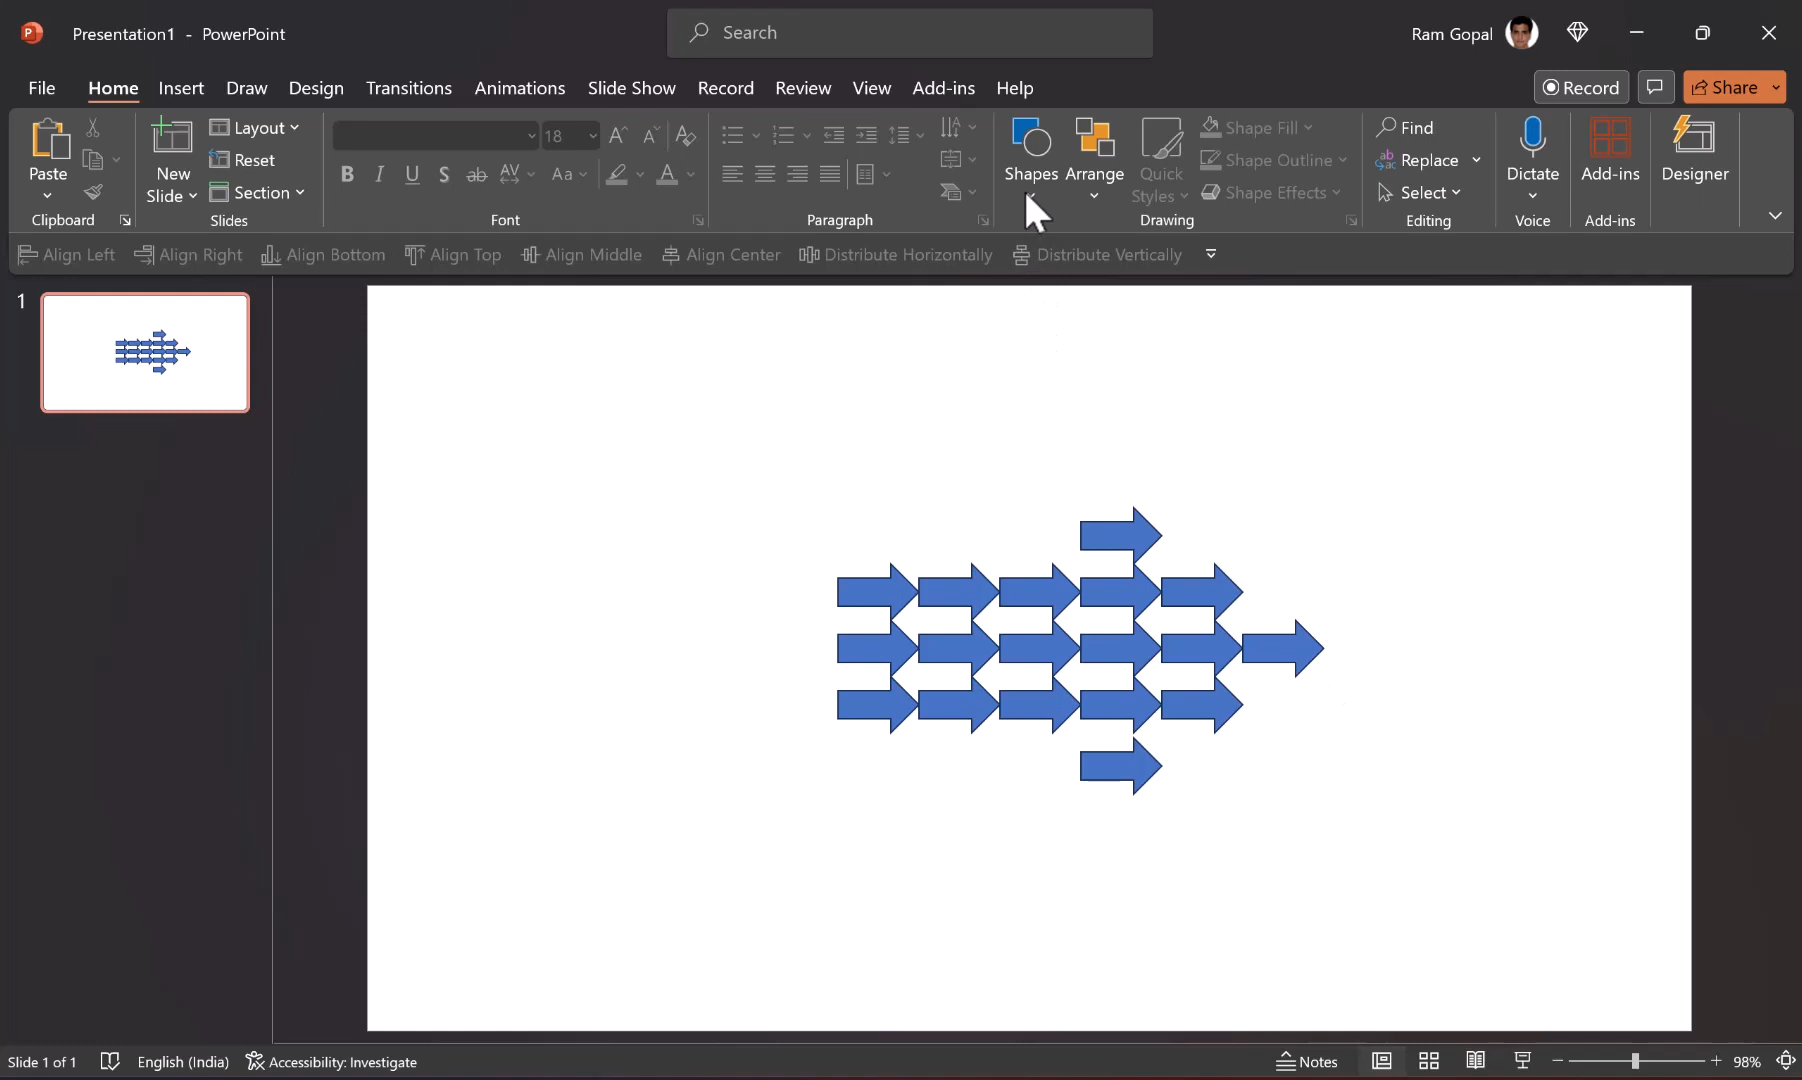 Presentation1 - PowerPoint
Search
Ram Gopal
File Home Insert Draw Design Transitions Animations Slide Show Record Review View Add-ins Help
Record
Share
Paste
Clipboard
New
Slide
Layout
Reset
Section
Slides
18
B I U S ab AV Aa A
Font
Paragraph
Shapes
Arrange
Quick
Styles
Shape Fill
Shape Outline
Shape Effects
Drawing
Find
Replace
Select
Editing
Dictate
Voice
Add-ins
Add-ins
Designer
Align Left Align Right Align Bottom Align Top Align Middle Align Center Distribute Horizontally Distribute Vertically
1
Slide 1 of 1 English (India) Accessibility: Investigate
Notes
98%